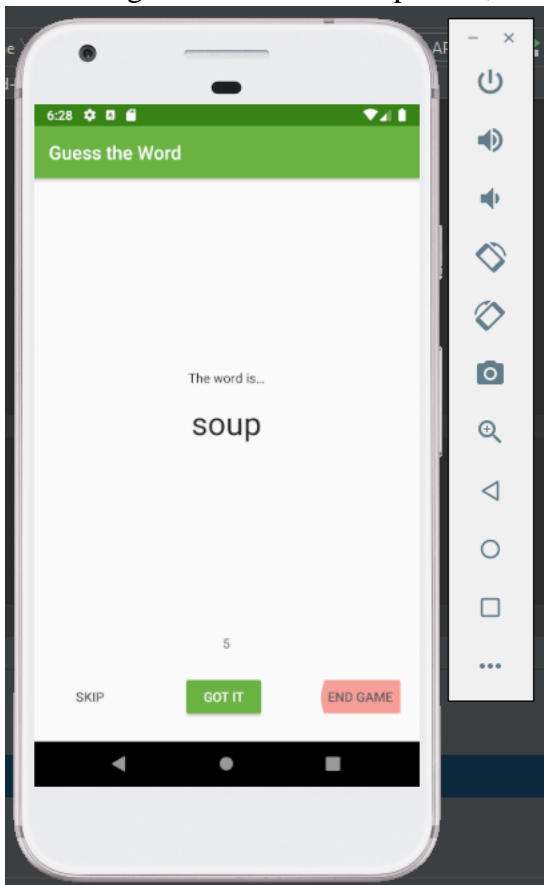 6:28
Guess the Word
The word is...
soup
5
SKIP
GOT IT
END GAME